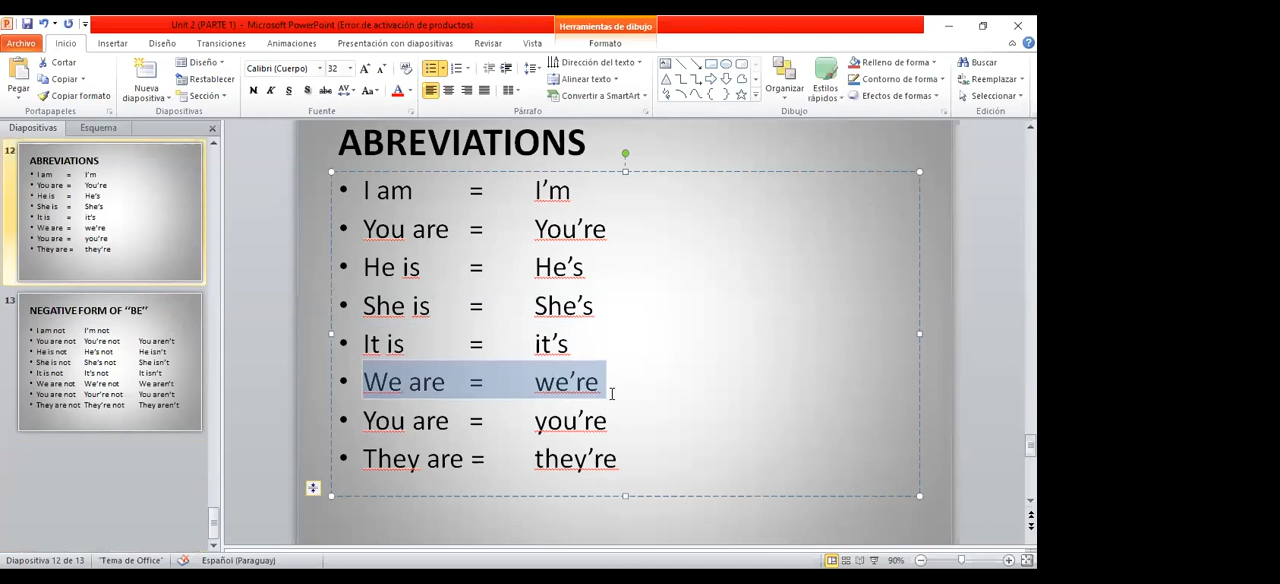 Unit 2 (PARTE 1) - Microsoft PowerPoint (Error de activación de productos)
Herramientas de dibujo
Archivo Inicio Insertar Diseño Transiciones Animaciones Presentación con diapositivas Revisar Vista Formato
Pegar
Cortar
Copiar
Copiar formato
Portapapeles
Nueva diapositiva
Diseño
Restablecer
Sección
Diapositivas
Calibri (Cuerpo) 32
N K S S abc AV Aa A
Fuente
Dirección del texto
Alinear texto
Convertir a SmartArt
Párrafo
Organizar
Estilos rápidos
Relleno de forma
Contorno de forma
Efectos de formas
Dibujo
Buscar
Reemplazar
Seleccionar
Edición
Diapositivas Esquema
12
ABREVIATIONS
I am = I'm
You are = You're
He is = He's
She is = She's
It is = it's
We are = we're
You are = you're
They are = they're
13
NEGATIVE FORM OF "BE"
I am not I'm not
You are not You're not You aren't
He is not He's not He isn't
She is not She's not She isn't
It is not It's not It isn't
We are not We're not We aren't
You are not Your're not You aren't
They are not They're not They aren't
ABREVIATIONS
• I am = I'm
• You are = You're
• He is = He's
• She is = She's
• It is = it's
• We are = we're
• You are = you're
• They are = they're
Diapositiva 12 de 13 "Tema de Office" Español (Paraguay) 90%